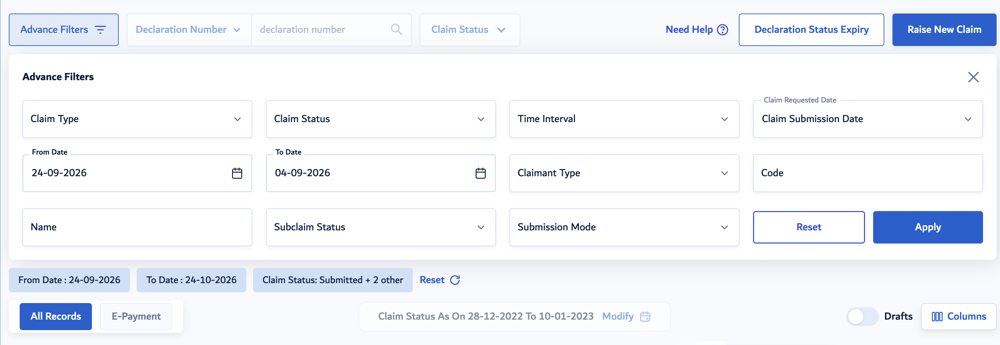 Advance Filters
Declaration Number
declaration number
Claim Status
Need Help
Declaration Status Expiry
Raise New Claim
Advance Filters
Claim Type
Claim Status
Time Interval
Claim Requested Date
Claim Submission Date
From Date
24-09-2026
To Date
04-09-2026
Claimant Type
Code
Name
Subclaim Status
Submission Mode
Reset
Apply
From Date : 24-09-2026
To Date : 24-10-2026
Claim Status: Submitted + 2 other
Reset
All Records
E-Payment
Claim Status As On 28-12-2022 To 10-01-2023
Modify
Drafts
Columns